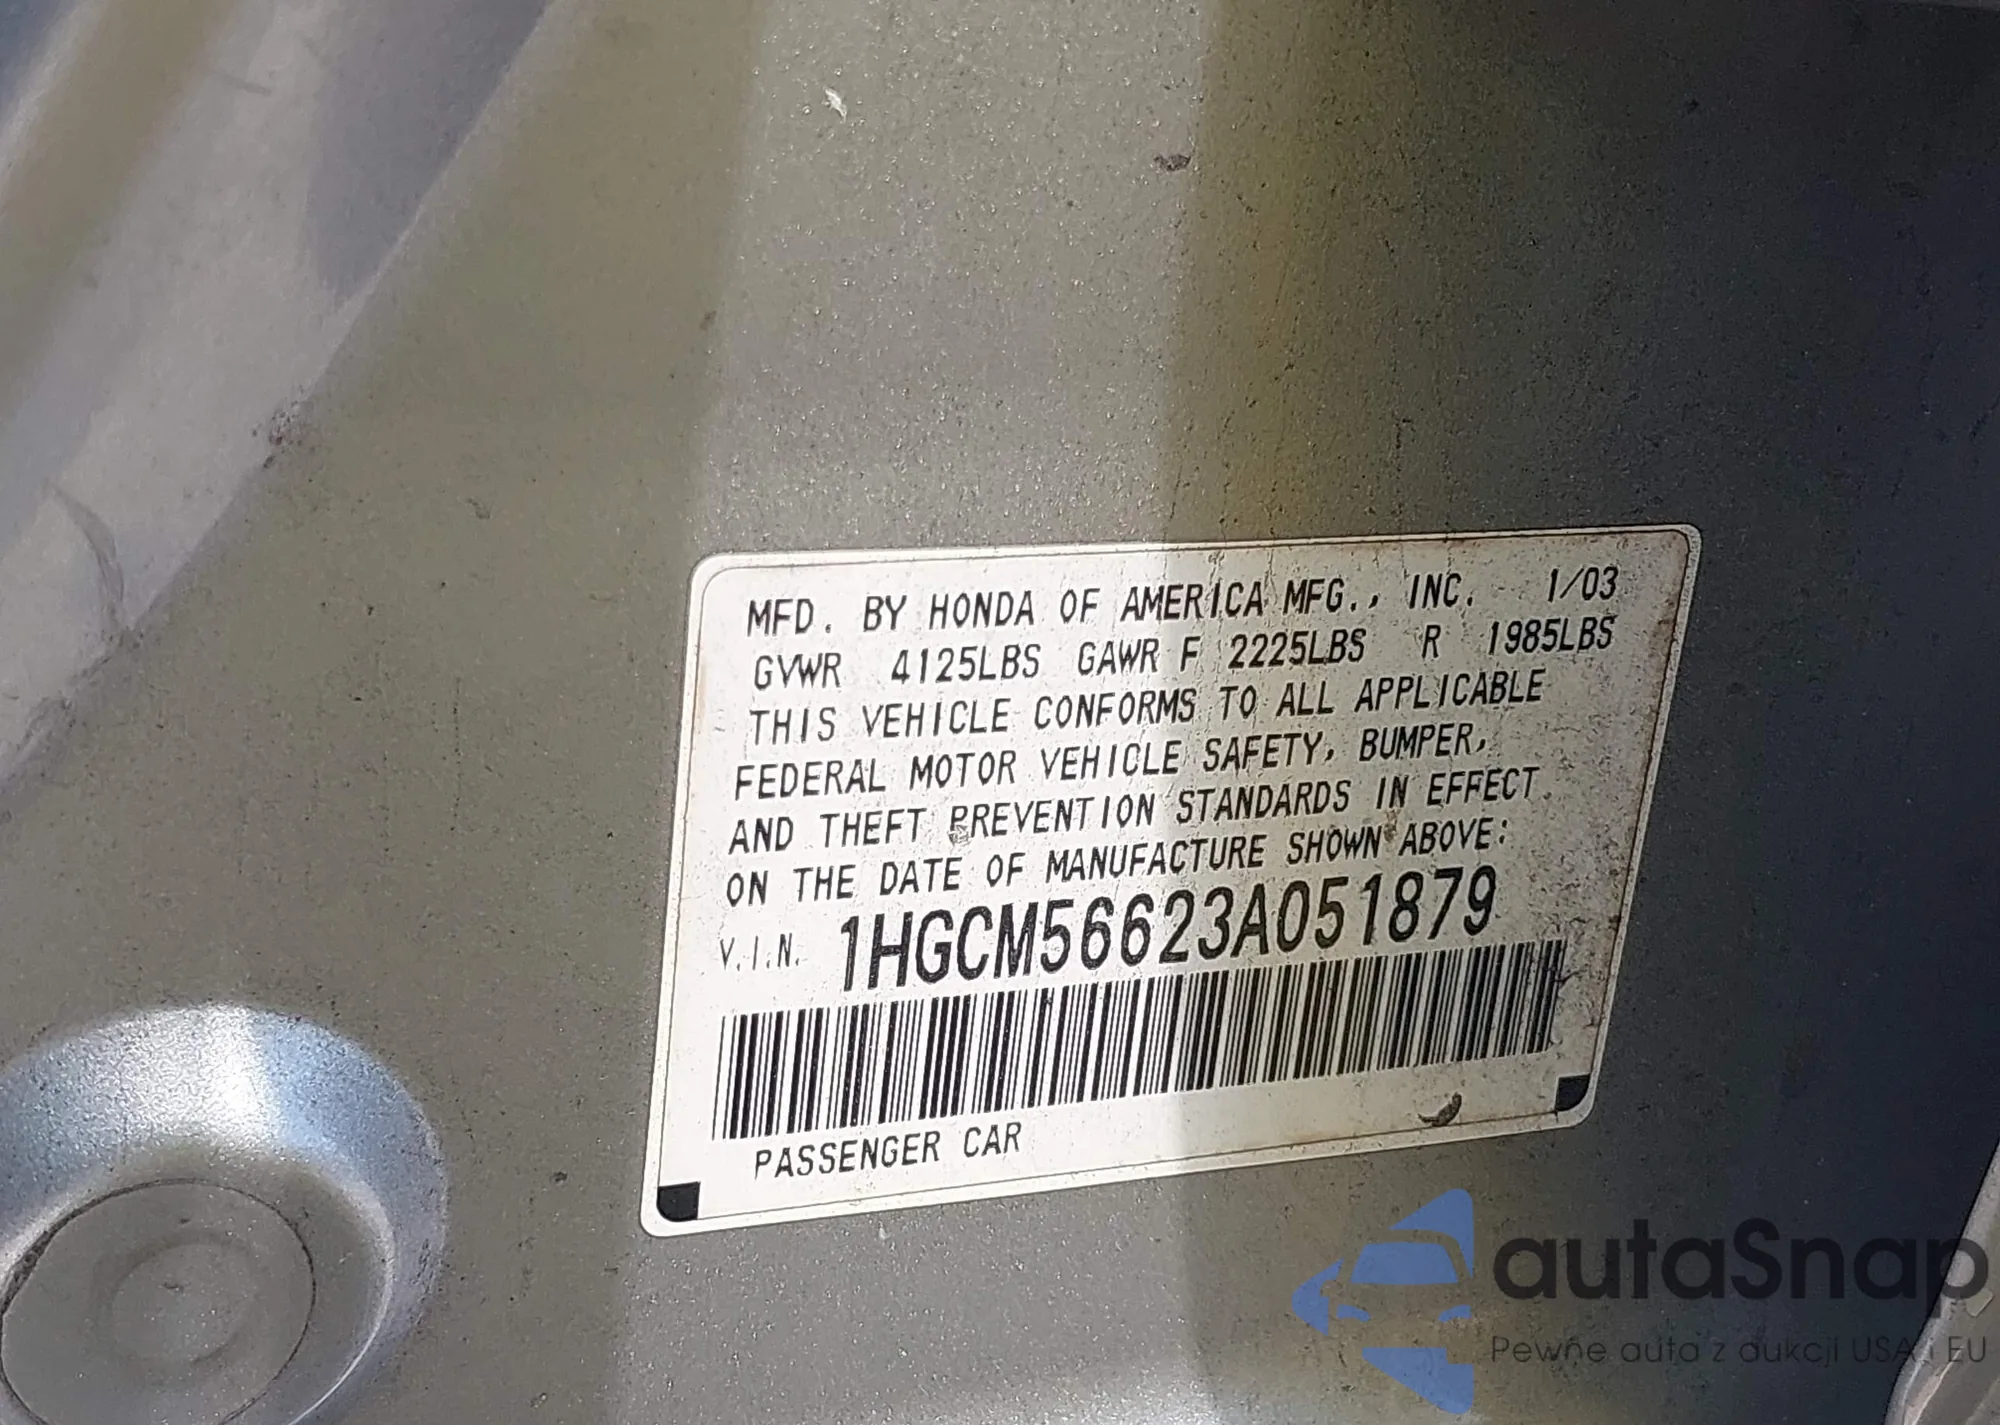 MFD. BY HONDA OF AMERICA MFG., INC. 1/03
GVWR 4125LBS GAWR F 2225LBS R 1985LBS
THIS VEHICLE CONFORMS TO ALL APPLICABLE
FEDERAL MOTOR VEHICLE SAFETY, BUMPER,
AND THEFT PREVENTION STANDARDS IN EFFECT
ON THE DATE OF MANUFACTURE SHOWN ABOVE:
V.I.N. 1HGCM56623A051879
PASSENGER CAR
autaSnap
Pewne auta z aukcji USA i EU